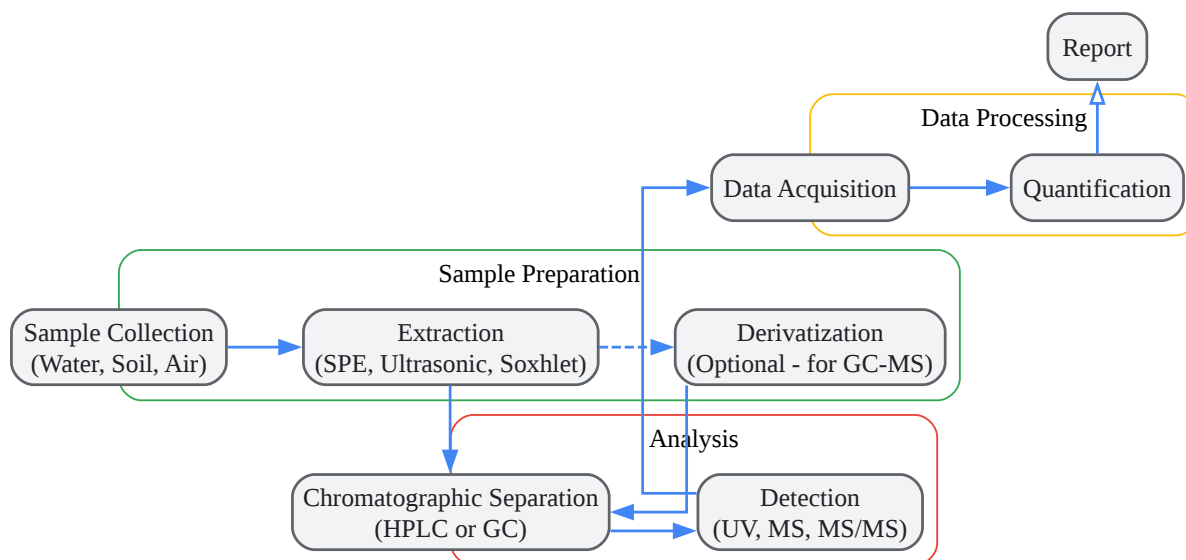 Report
Data Processing
Data Acquisition
Quantification
Sample Preparation
Sample Collection
(Water, Soil, Air)
Extraction
(SPE, Ultrasonic, Soxhlet)
Derivatization
(Optional - for GC-MS)
Analysis
Chromatographic Separation
(HPLC or GC)
Detection
(UV, MS, MS/MS)